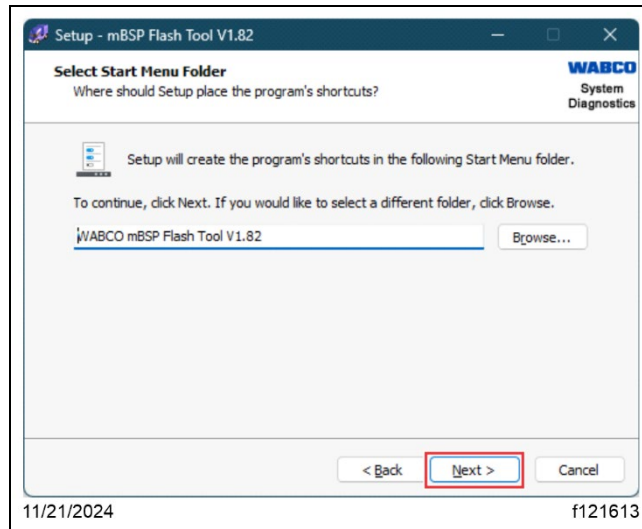 Setup - mBSP Flash Tool V1.82
Select Start Menu Folder
Where should Setup place the program's shortcuts?
WABCO
System
Diagnostics
Setup will create the program's shortcuts in the following Start Menu folder.
To continue, click Next. If you would like to select a different folder, click Browse.
WABCO mBSP Flash Tool V1.82
Browse...
< Back
Next >
Cancel
11/21/2024
f121613